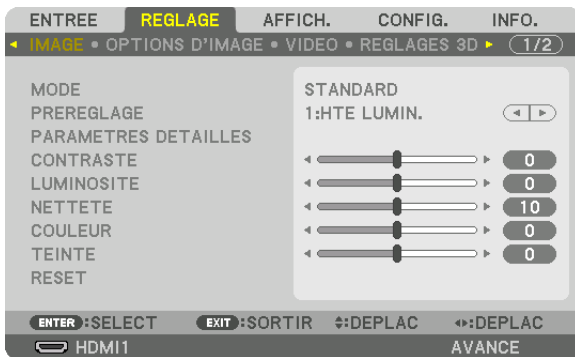 ENTREE REGLAGE AFFICH. CONFIG. INFO.
IMAGE • OPTIONS D'IMAGE • VIDEO • REGLAGES 3D 1/2
MODE STANDARD
PREREGLAGE 1:HTE LUMIN.
PARAMETRES DETAILLES
CONTRASTE 0
LUMINOSITE 0
NETTETE 10
COULEUR 0
TEINTE 0
RESET
ENTER:SELECT EXIT:SORTIR :DEPLAC :DEPLAC
HDMI1 AVANCE